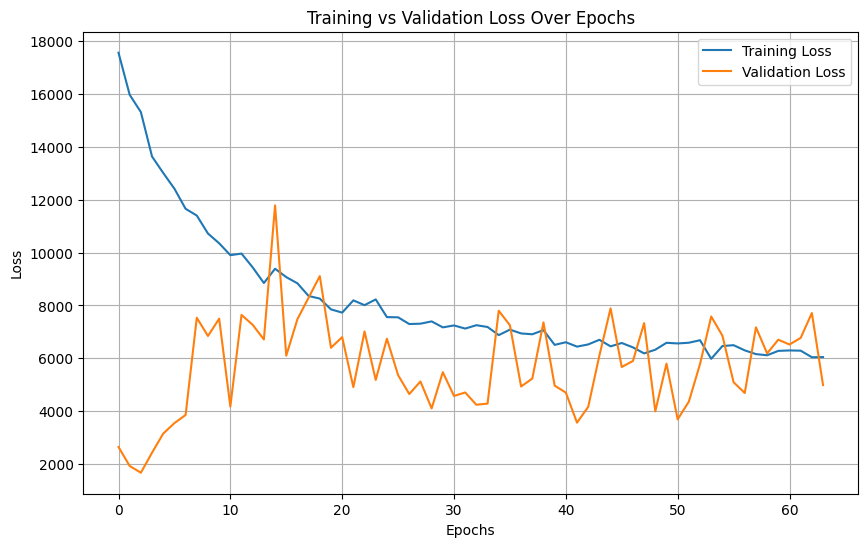 Training vs Validation Loss Over Epochs
18000
16000
14000
12000
10000
8000
6000
4000
2000
Loss
Training Loss
Validation Loss
0 10 20 30 40 50 60
Epochs